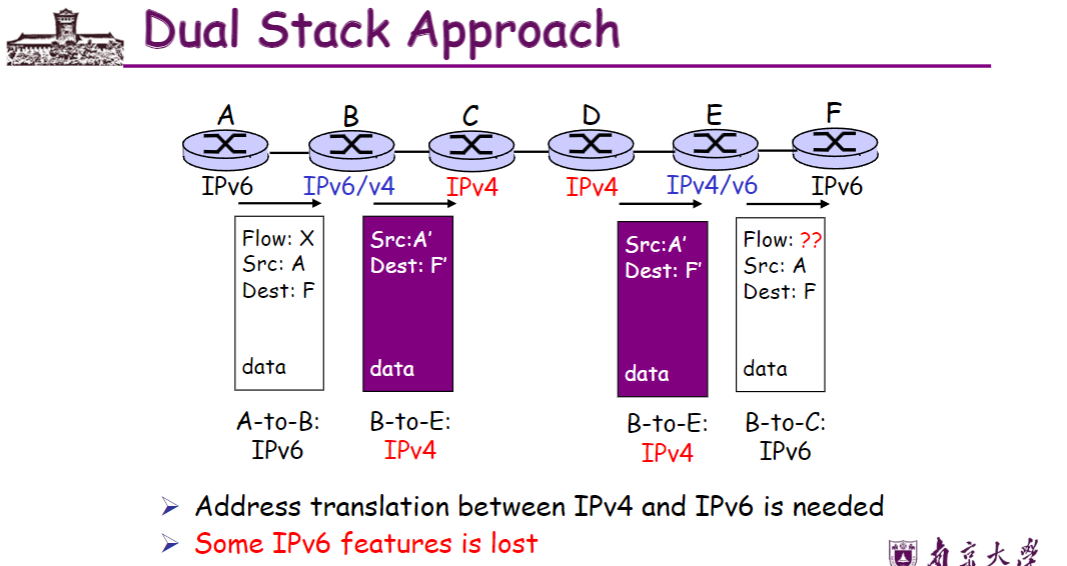 Dual Stack Approach
A B C D E F
IPv6 IPv6/v4 IPv4 IPv4 IPv4/v6 IPv6
Flow: X
Src: A
Dest: F
data
Src:A'
Dest: F'
data
Src:A'
Dest: F'
data
Flow: ??
Src: A
Dest: F
data
A-to-B:
IPv6
B-to-E:
IPv4
B-to-E:
IPv4
B-to-C:
IPv6
Address translation between IPv4 and IPv6 is needed
Some IPv6 features is lost
南京大学